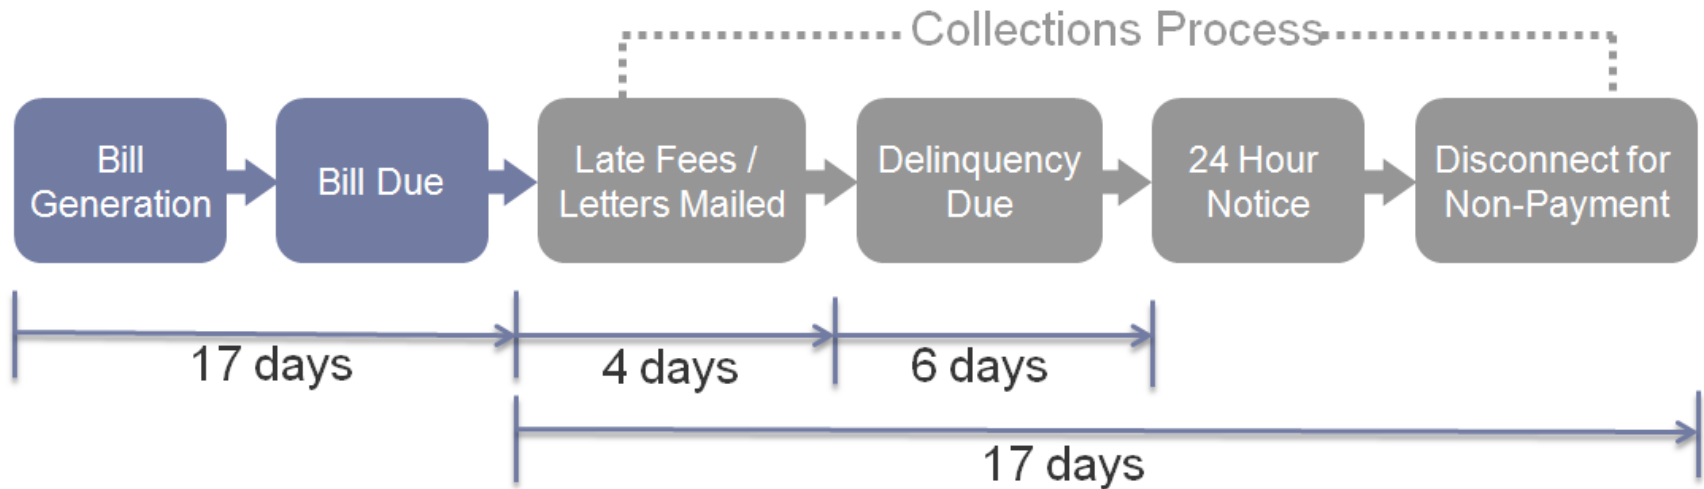 Collections Process
Bill
Generation
Bill Due
Late Fees /
Letters Mailed
Delinquency
Due
24 Hour
Notice
Disconnect for
Non-Payment
17 days
4 days
6 days
17 days